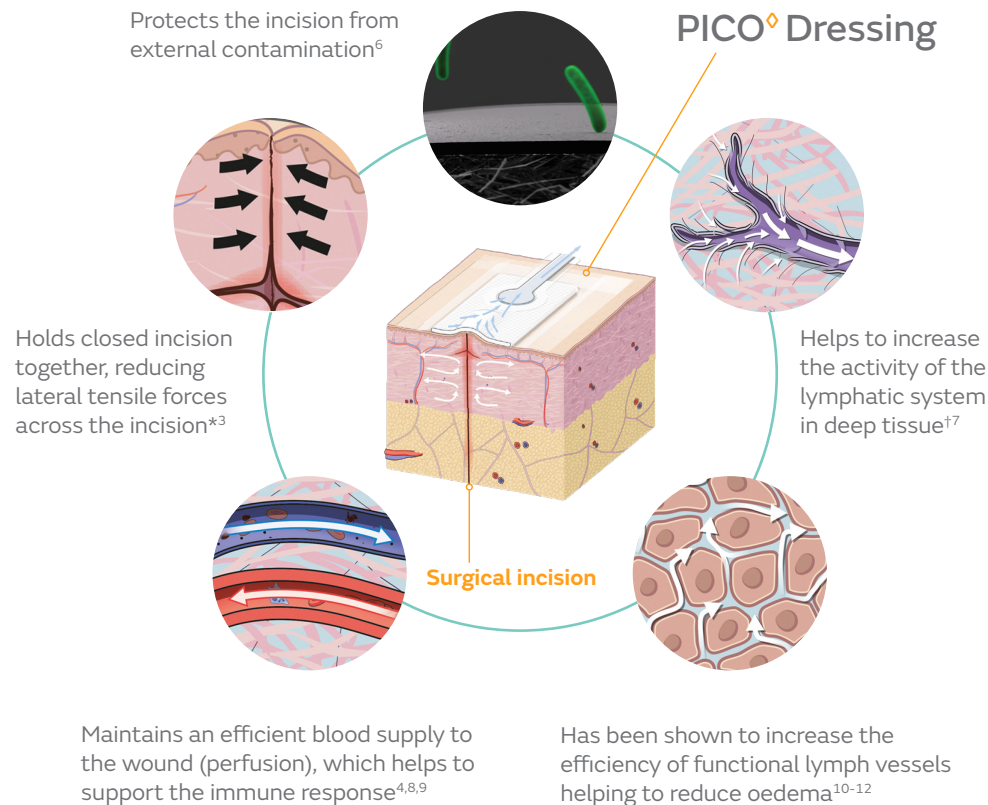 Protects the incision from
external contamination⁶
PICO◊ Dressing
Holds closed incision
together, reducing
lateral tensile forces
across the incision*³
Helps to increase
the activity of the
lymphatic system
in deep tissue†⁷
Surgical incision
Maintains an efficient blood supply to
the wound (perfusion), which helps to
support the immune response⁴,⁸,⁹
Has been shown to increase the
efficiency of functional lymph vessels
helping to reduce oedema¹⁰⁻¹²